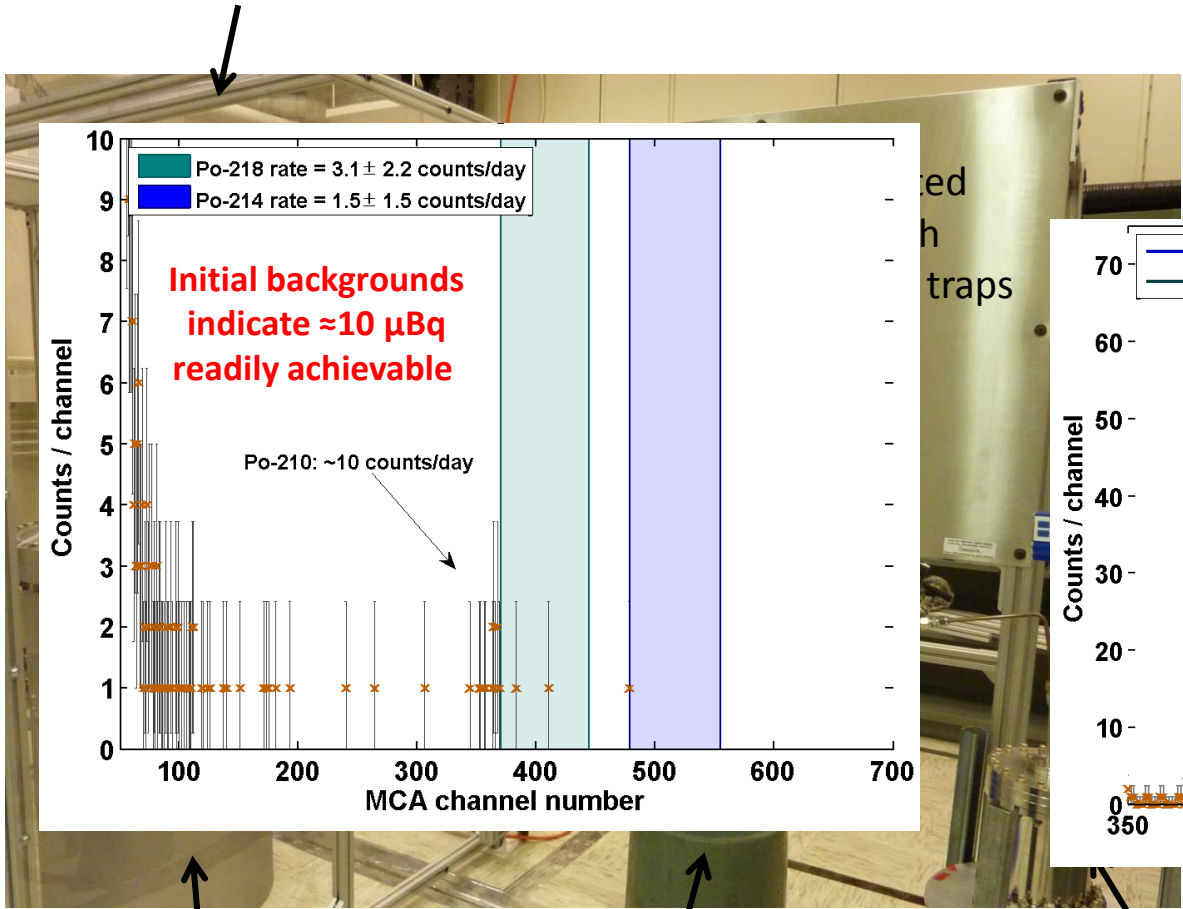 10
9
8
7
6
5
4
3
2
1
0
Counts / channel
Po-218 rate = 3.1± 2.2 counts/day
Po-214 rate = 1.5± 1.5 counts/day
Initial backgrounds
indicate ≈10 µBq
readily achievable
Po-210: ~10 counts/day
100 200 300 400 500 600 700
MCA channel number
ted
h
traps
70
60
50
40
30
20
10
0
Counts / channel
350